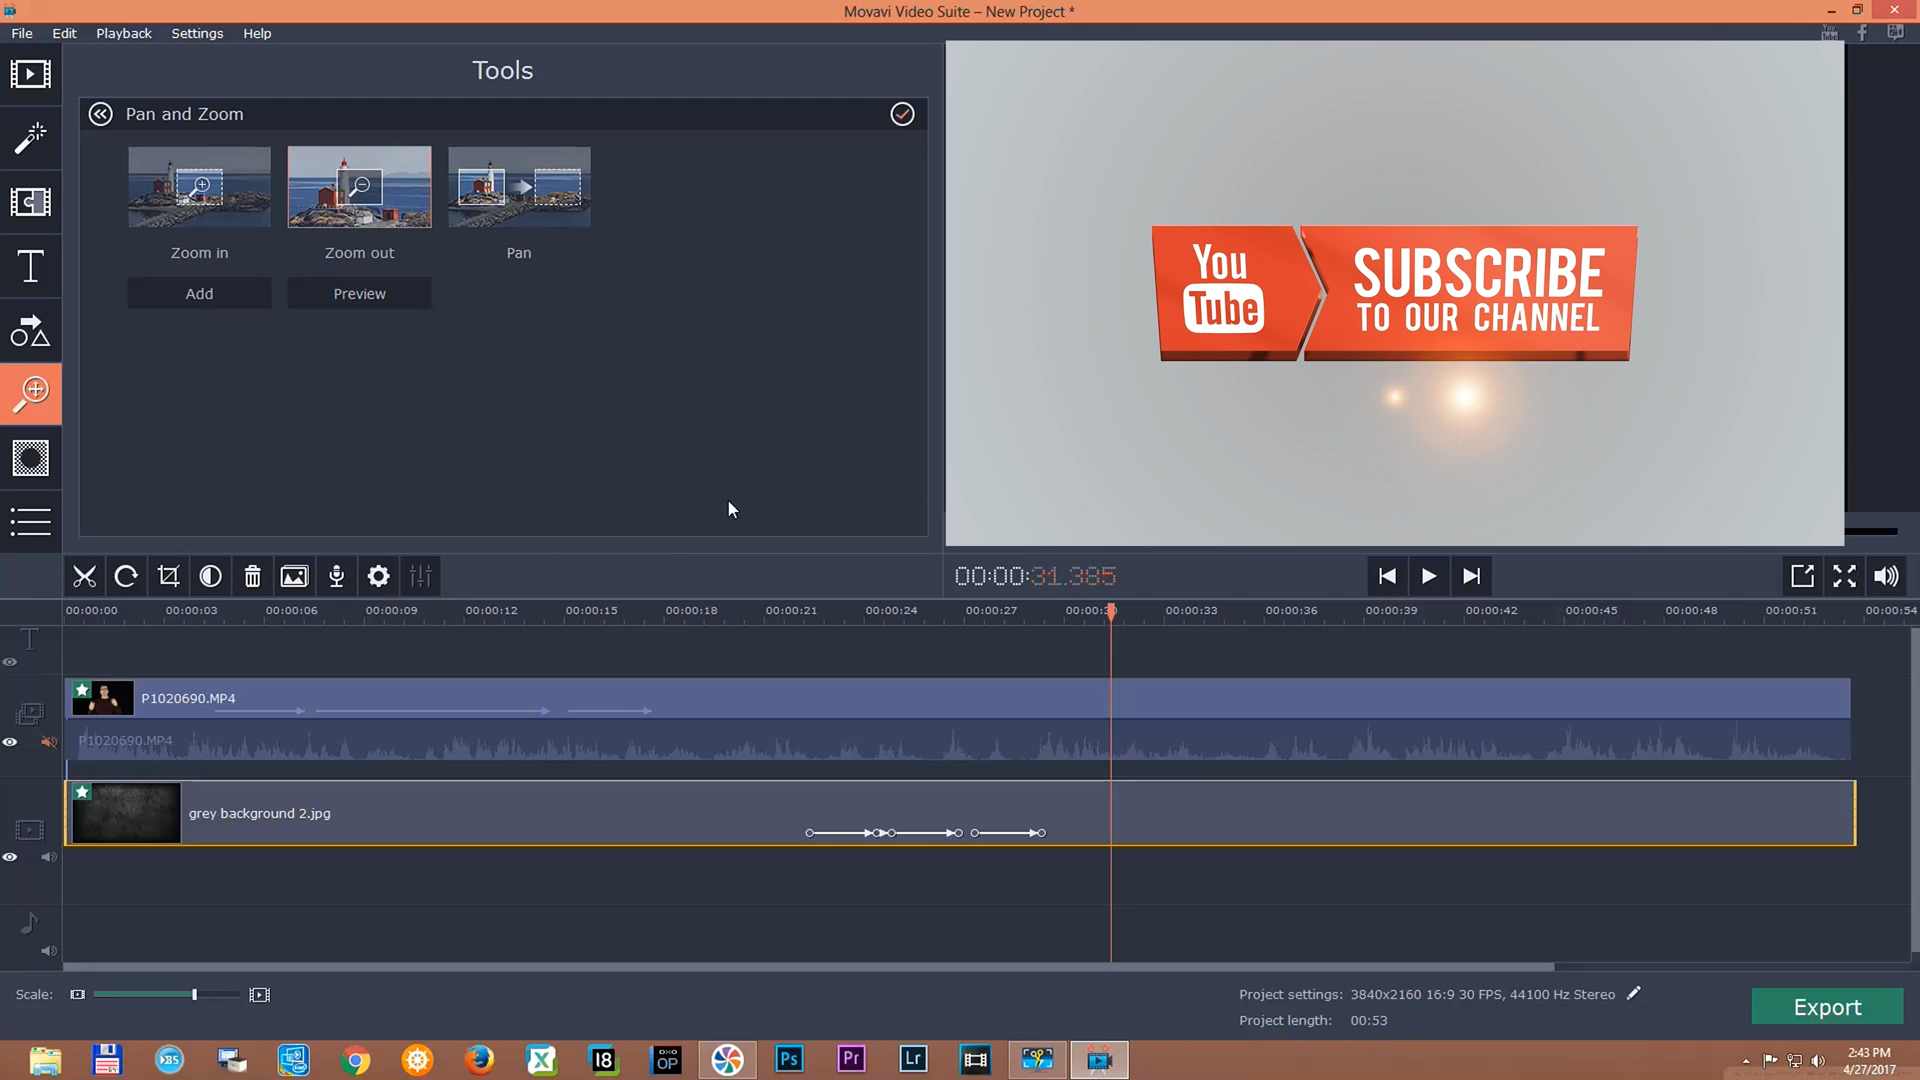 Movavi Video Suite – New Project *
File Edit Playback Settings Help
Tools
Pan and Zoom
Zoom in Zoom out Pan
Add Preview
You
Tube
SUBSCRIBE
TO OUR CHANNEL
00:00:31.385
00:00:00 00:00:03 00:00:06 00:00:09 00:00:12 00:00:15 00:00:18 00:00:21 00:00:24 00:00:27 00:00:30 00:00:33 00:00:36 00:00:39 00:00:42 00:00:45 00:00:48 00:00:51 00:00:54
P1020690.MP4
P1020690.MP4
grey background 2.jpg
Scale:
Project settings: 3840x2160 16:9 30 FPS, 44100 Hz Stereo
Project length: 00:53
Export
Ps Pr Lr
18
OP
2:43 PM
4/27/2017